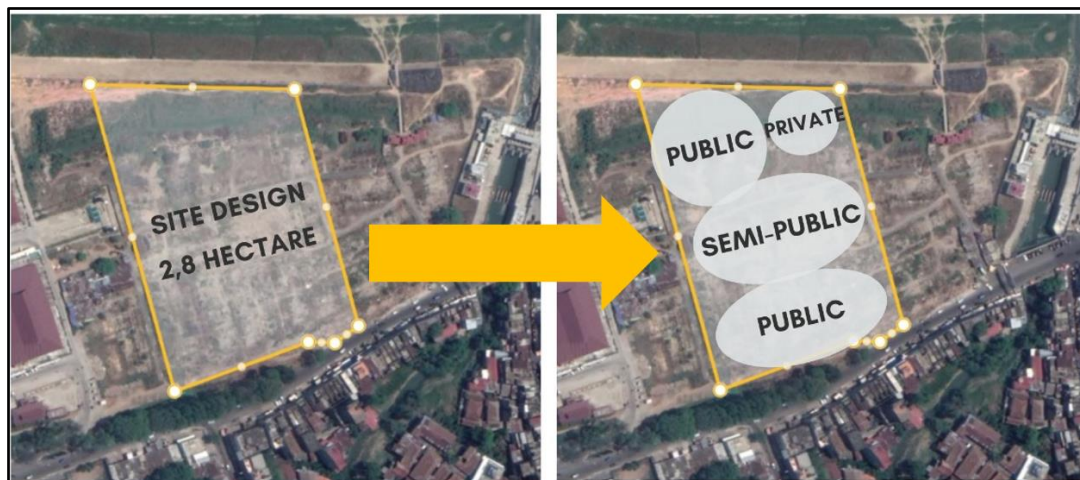 SITE DESIGN
2,8 HECTARE
PUBLIC
PRIVATE
SEMI-PUBLIC
PUBLIC